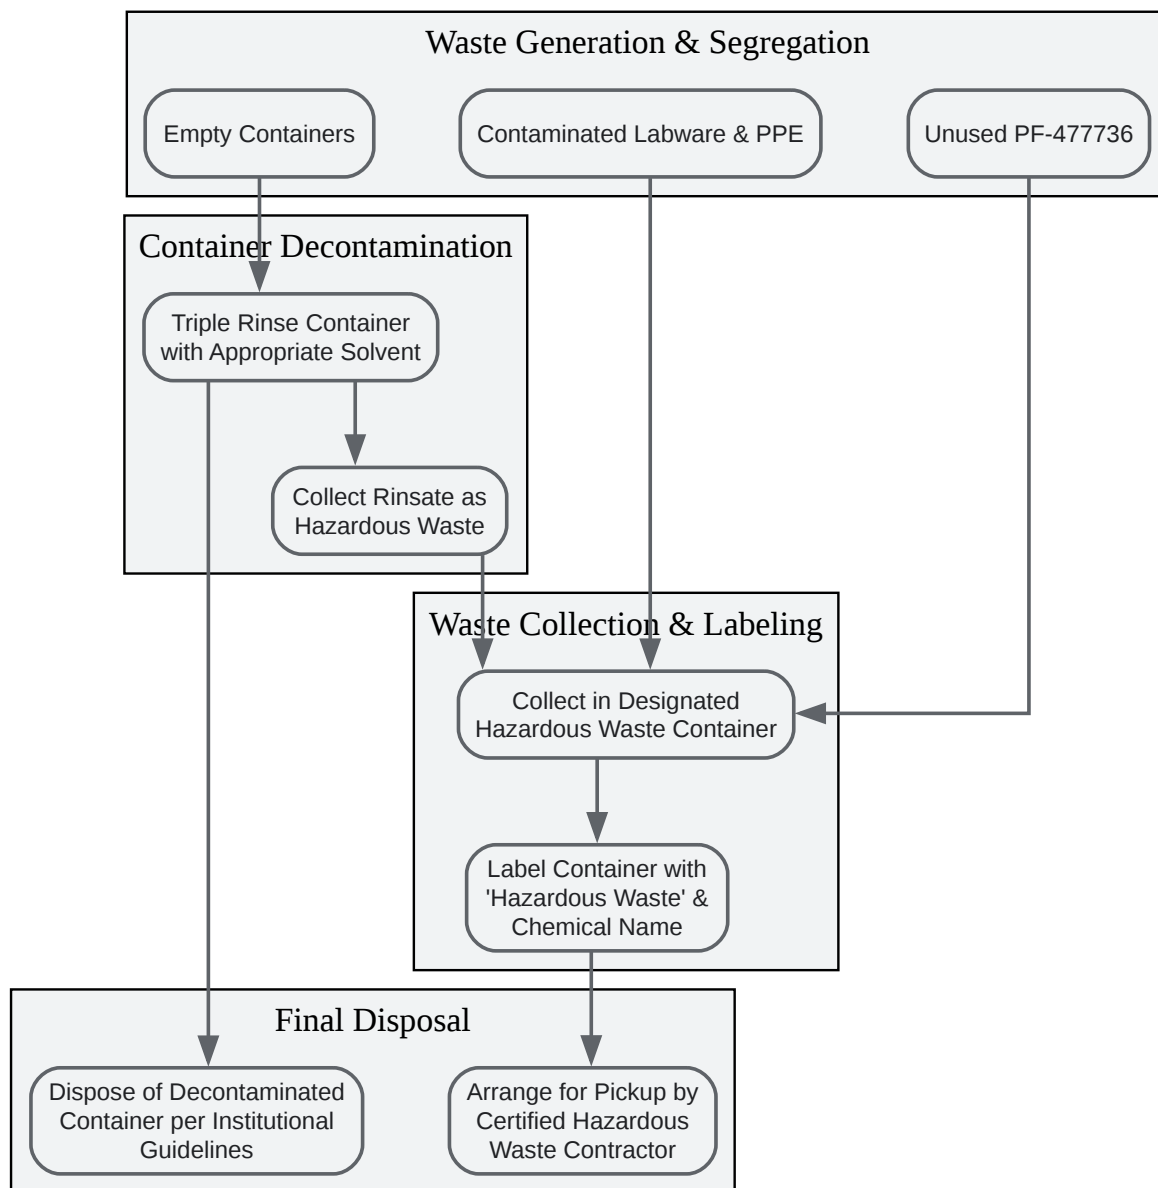 Waste Generation & Segregation
Empty Containers
Contaminated Labware & PPE
Unused PF-477736
Container Decontamination
Triple Rinse Container
with Appropriate Solvent
Collect Rinsate as
Hazardous Waste
Waste Collection & Labeling
Collect in Designated
Hazardous Waste Container
Label Container with
'Hazardous Waste' &
Chemical Name
Final Disposal
Dispose of Decontaminated
Container per Institutional
Guidelines
Arrange for Pickup by
Certified Hazardous
Waste Contractor